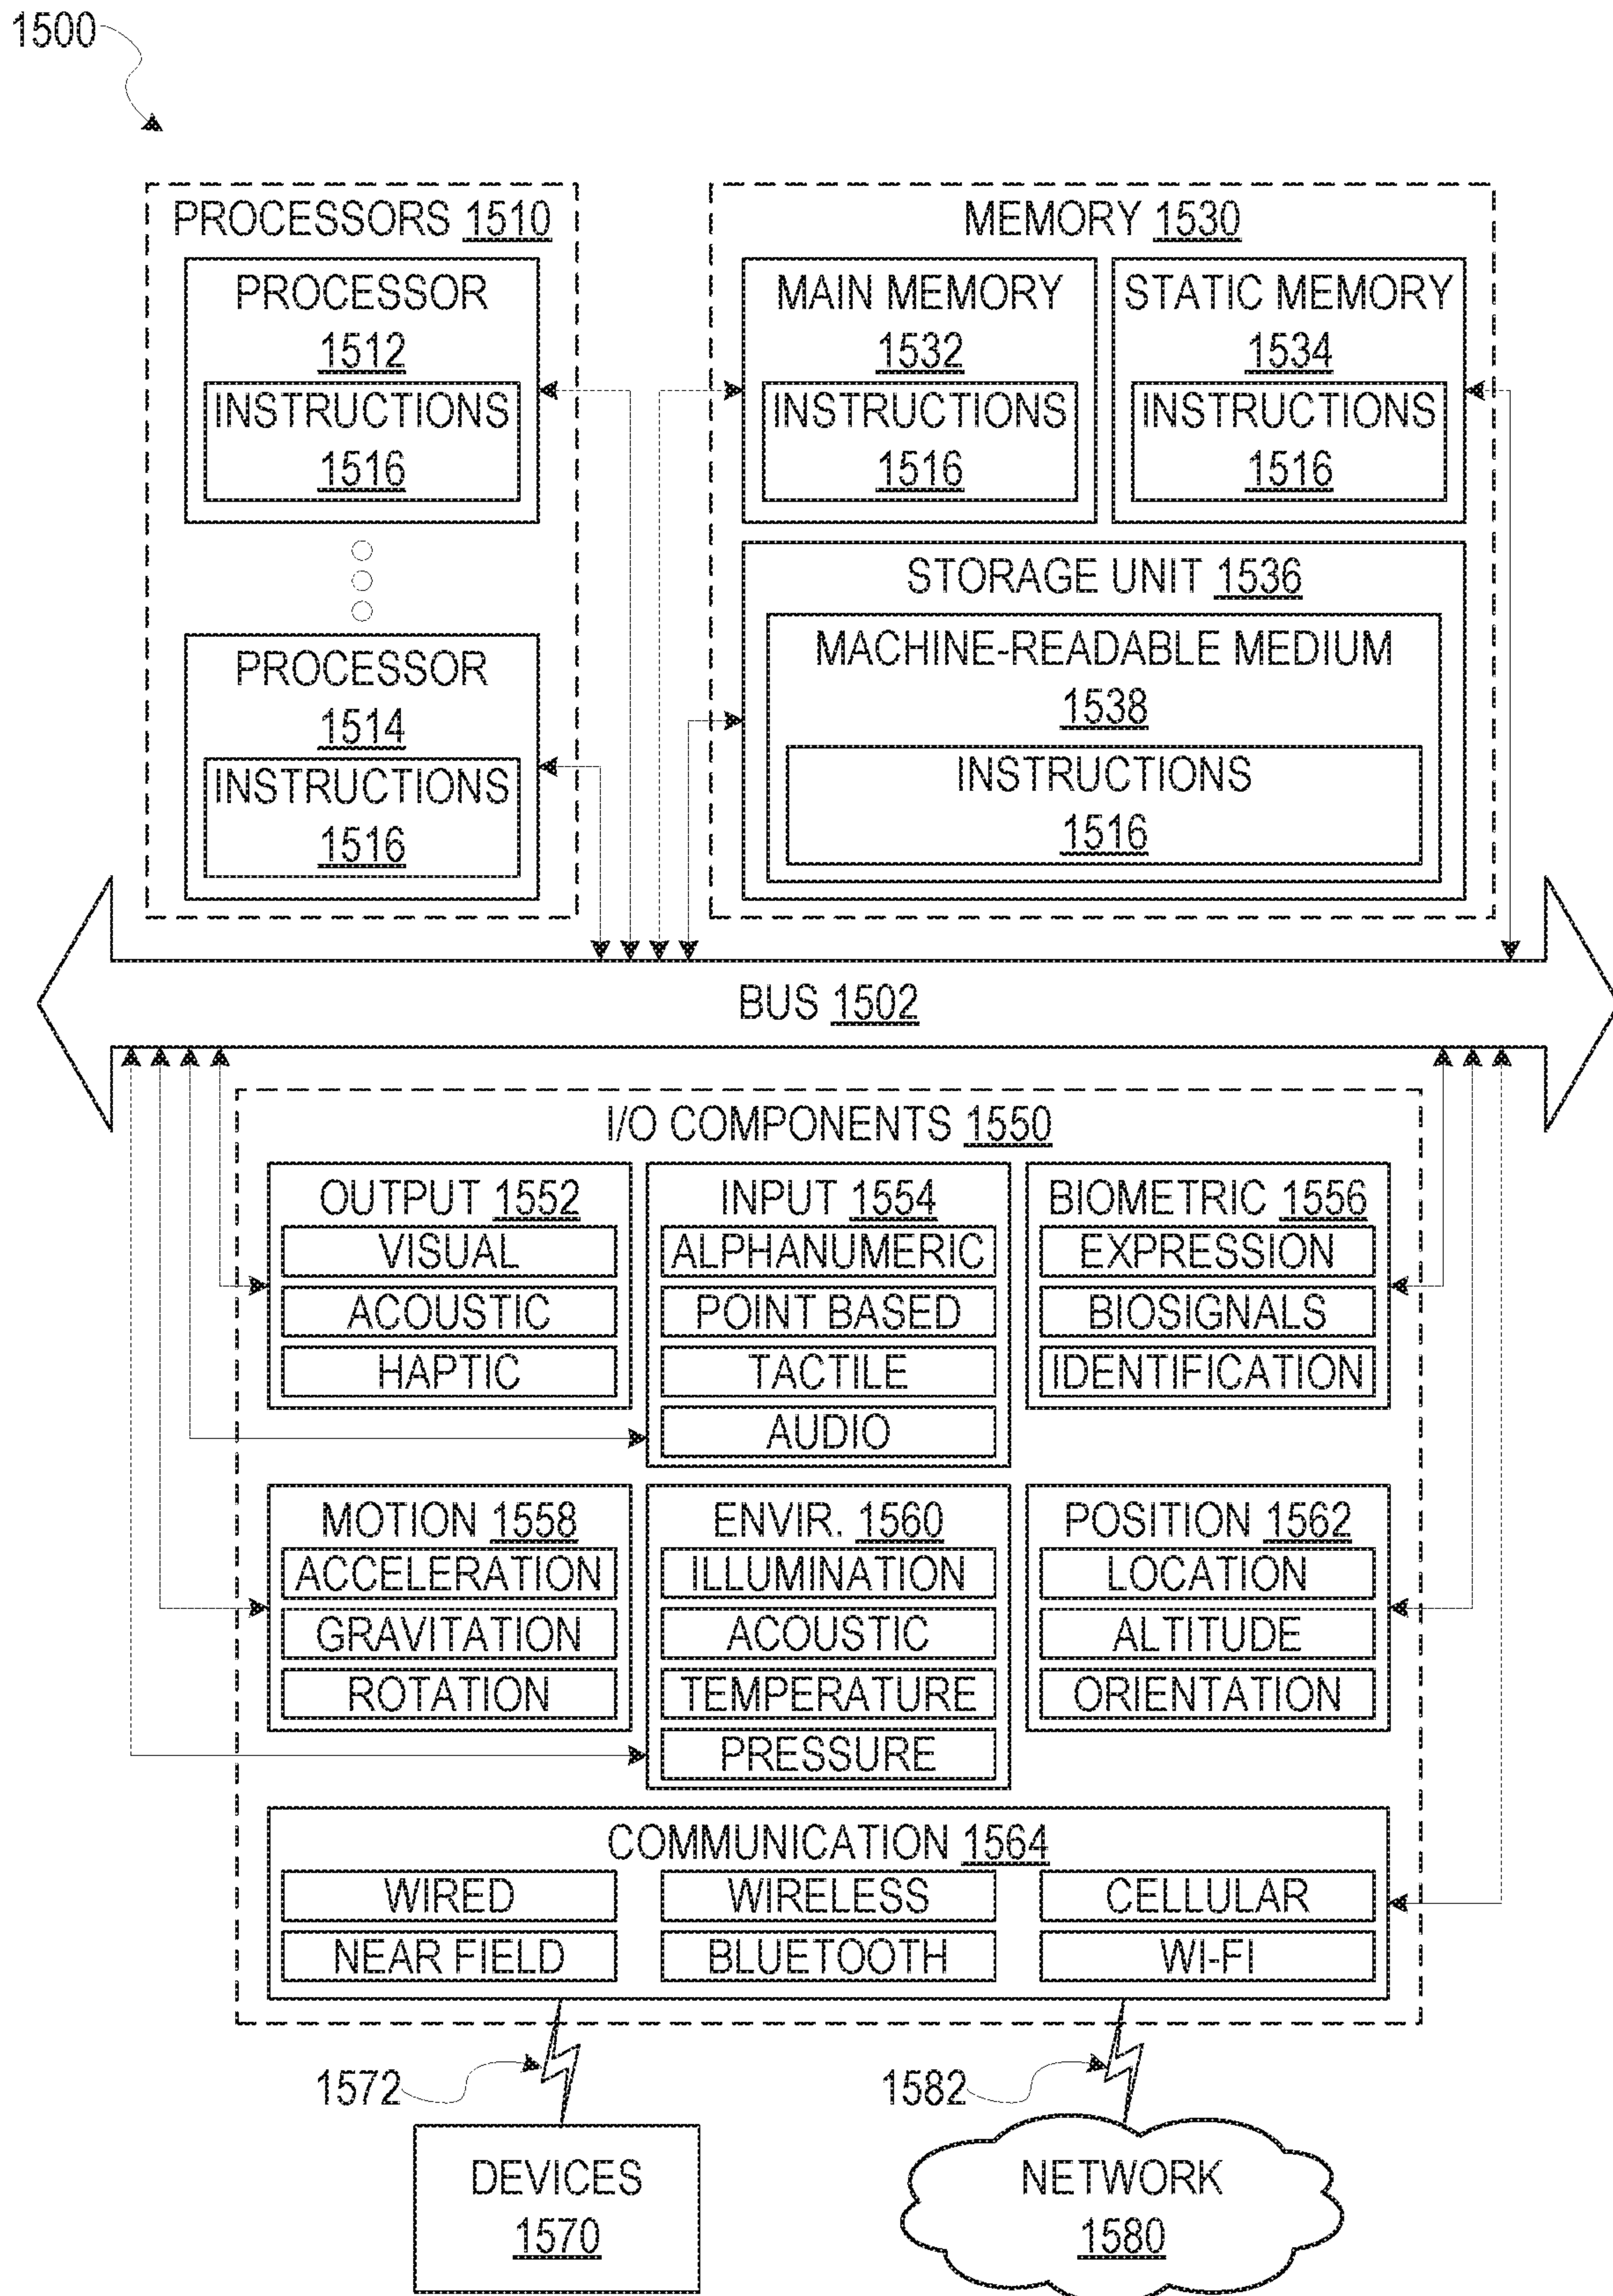 1500
PROCESSORS 1510
PROCESSOR
1512
INSTRUCTIONS
1516
PROCESSOR
1514
INSTRUCTIONS
1516
MEMORY 1530
MAIN MEMORY
1532
INSTRUCTIONS
1516
STATIC MEMORY
1534
INSTRUCTIONS
1516
STORAGE UNIT 1536
MACHINE-READABLE MEDIUM
1538
INSTRUCTIONS
1516
BUS 1502
I/O COMPONENTS 1550
OUTPUT 1552
VISUAL
ACOUSTIC
HAPTIC
INPUT 1554
ALPHANUMERIC
POINT BASED
TACTILE
AUDIO
BIOMETRIC 1556
EXPRESSION
BIOSIGNALS
IDENTIFICATION
MOTION 1558
ACCELERATION
GRAVITATION
ROTATION
ENVIR. 1560
ILLUMINATION
ACOUSTIC
TEMPERATURE
PRESSURE
POSITION 1562
LOCATION
ALTITUDE
ORIENTATION
COMMUNICATION 1564
WIRED
WIRELESS
CELLULAR
NEAR FIELD
BLUETOOTH
WI-FI
1572
1582
DEVICES
1570
NETWORK
1580